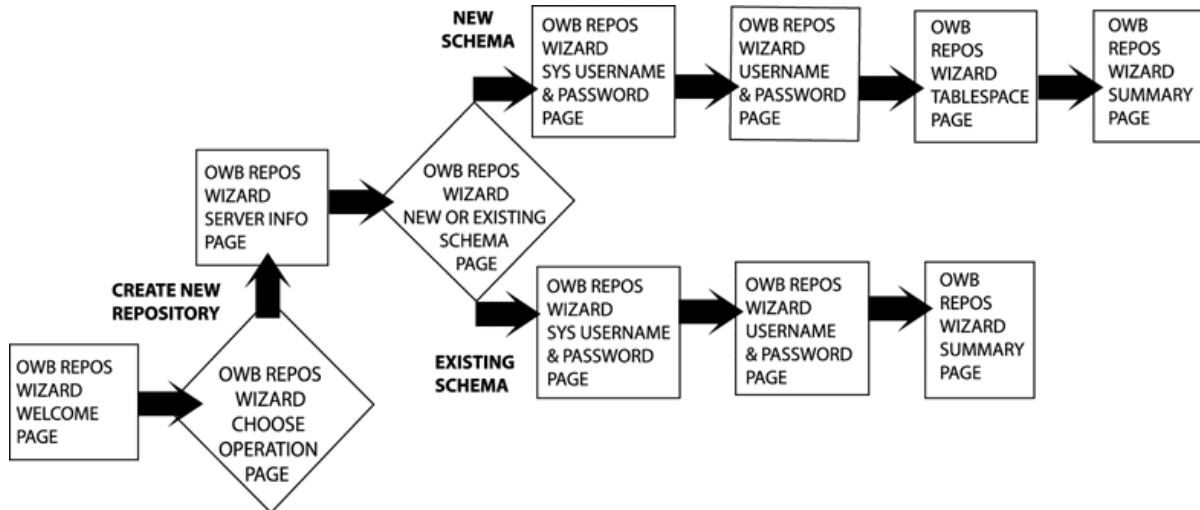 NEW
SCHEMA
OWB REPOS
WIZARD
SYS USERNAME
& PASSWORD
PAGE
OWB REPOS
WIZARD
USERNAME
& PASSWORD
PAGE
OWB
REPOS
WIZARD
TABLESPACE
PAGE
OWB
REPOS
WIZARD
SUMMARY
PAGE
OWB REPOS
WIZARD
SERVER INFO
PAGE
OWB REPOS
WIZARD
NEW OR EXISTING
SCHEMA
PAGE
CREATE NEW
REPOSITORY
EXISTING
SCHEMA
OWB REPOS
WIZARD
SYS USERNAME
& PASSWORD
PAGE
OWB REPOS
WIZARD
USERNAME
& PASSWORD
PAGE
OWB
REPOS
WIZARD
SUMMARY
PAGE
OWB REPOS
WIZARD
WELCOME
PAGE
OWB REPOS
WIZARD
CHOOSE
OPERATION
PAGE